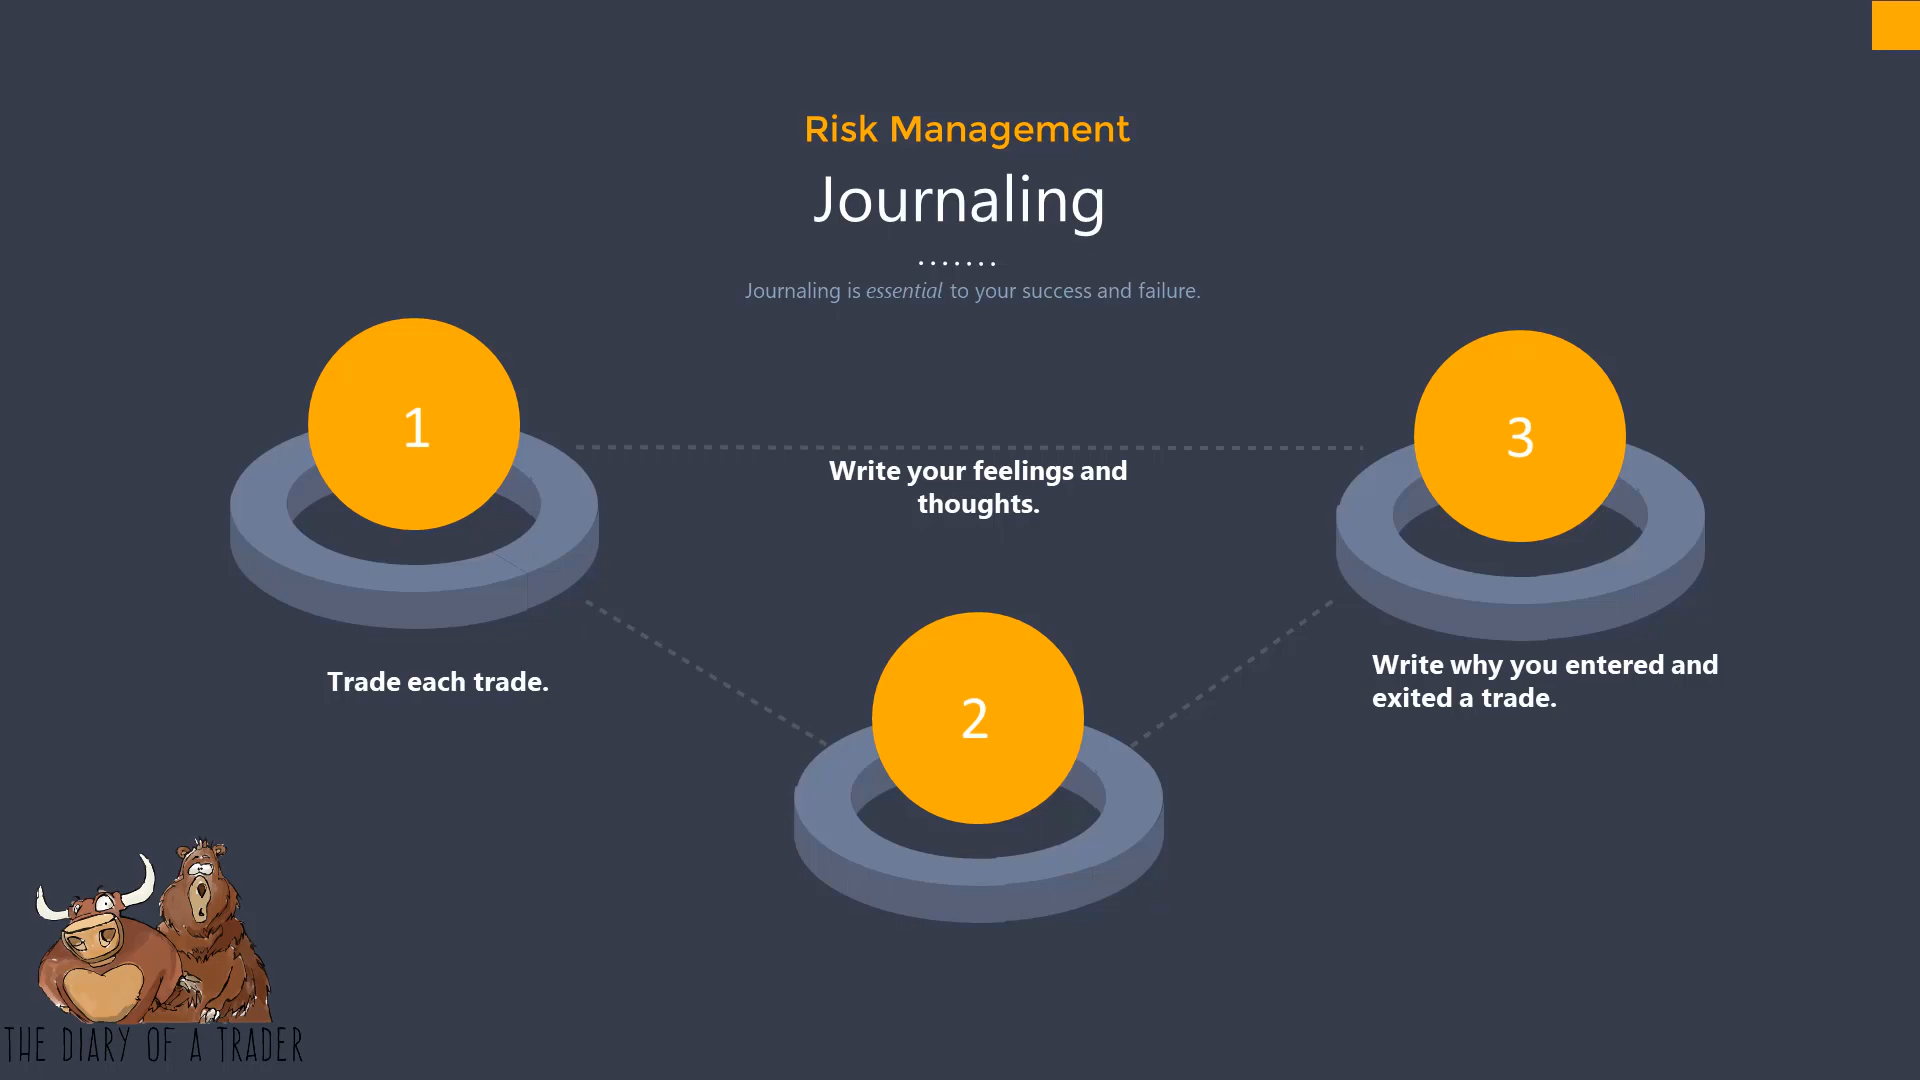 Risk Management
Journaling
.......
Journaling is essential to your success and failure.
1
Trade each trade.
Write your feelings and
thoughts.
2
3
Write why you entered and
exited a trade.
THE DIARY OF A TRADER